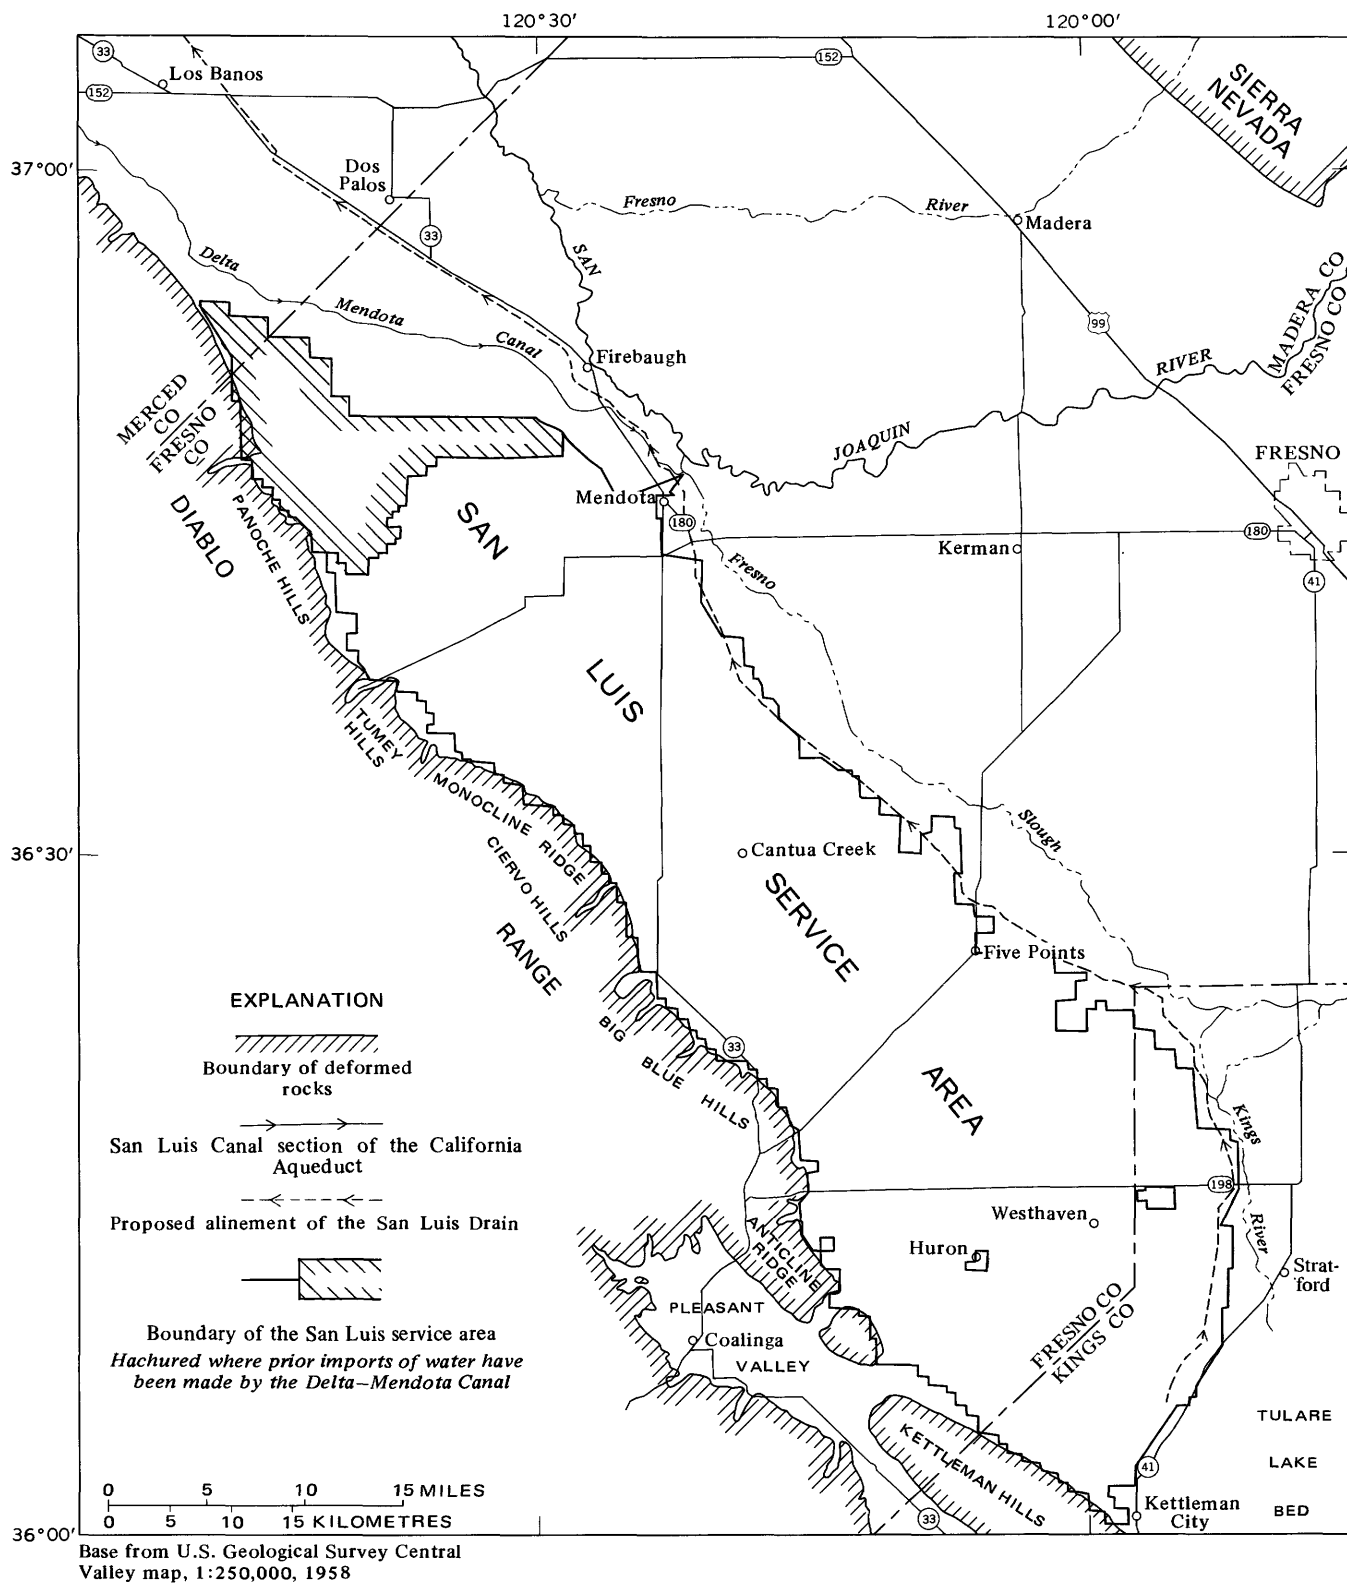 120°30′
120°00′
33
Los Banos
152
152
SIERRA
NEVADA
37°00′
Dos
Palos
Fresno
River
Madera
33
SAN
Delta
Mendota
Canal
99
MADERA CO
FRESNO CO
Firebaugh
RIVER
MERCED
CO
FRESNO
CO
JOAQUIN
FRESNO
DIABLO
PANOCHE HILLS
SAN
Mendota
180
180
Kerman
Fresno
41
LUIS
TUMEY
HILLS
MONOCLINE RIDGE
Slough
36°30′
Cantua Creek
CIERVO HILLS
SERVICE
RANGE
Five Points
EXPLANATION
Boundary of deformed
rocks
San Luis Canal section of the California
Aqueduct
Proposed alinement of the San Luis Drain
Boundary of the San Luis service area
Hachured where prior imports of water have
been made by the Delta–Mendota Canal
BIG BLUE HILLS
33
AREA
Kings
River
198
Westhaven
Huron
ANTICLINE
RIDGE
Strat-
ford
PLEASANT
VALLEY
Coalinga
FRESNO CO
KINGS CO
TULARE
LAKE
BED
KETTLEMAN HILLS
41
Kettleman
City
33
0 5 10 15 MILES
0 5 10 15 KILOMETRES
36°00′
Base from U.S. Geological Survey Central
Valley map, 1:250,000, 1958